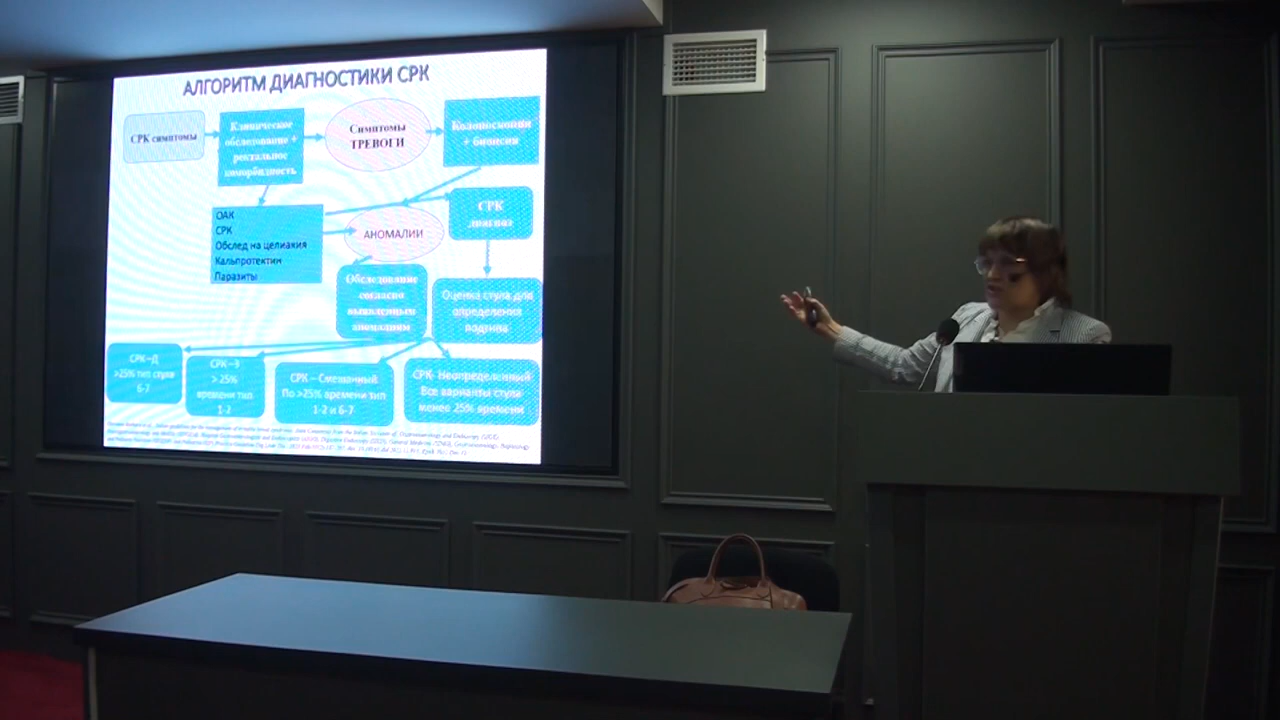 АЛГОРИТМ ДИАГНОСТИКИ СРК
СРК симптомы
Клиническое
обследование +
ректальное
коморбидность
Симптомы
ТРЕВОГИ
Колоноскопия
+ биопсия
ОАК
СРК
Обслед на целиакия
Кальпротектин
Паразиты
АНОМАЛИИ
СРК
диагноз
Обследование
согласно
выявленным
аномалиям
Оценка стула для
определения
подтипа
СРК –Д
>25% тип стула
6-7
СРК –З
> 25%
времени тип
1-2
СРК – Смешанный
По >25% времени тип
1-2 и 6-7
СРК- Неопределенный
Все варианты стула
менее 25% времени